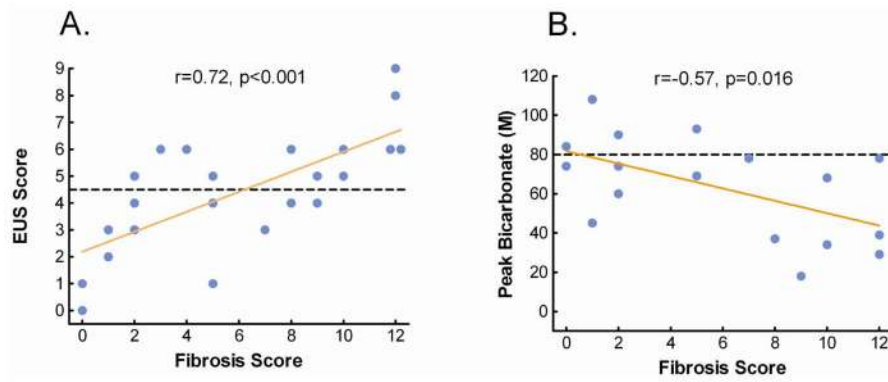 A.
r=0.72, p<0.001
9
8
7
6
5
4
3
2
1
0
EUS Score
0 2 4 6 8 10 12
Fibrosis Score
B.
r=-0.57, p=0.016
120
100
80
60
40
20
0
Peak Bicarbonate (M)
0 2 4 6 8 10 12
Fibrosis Score